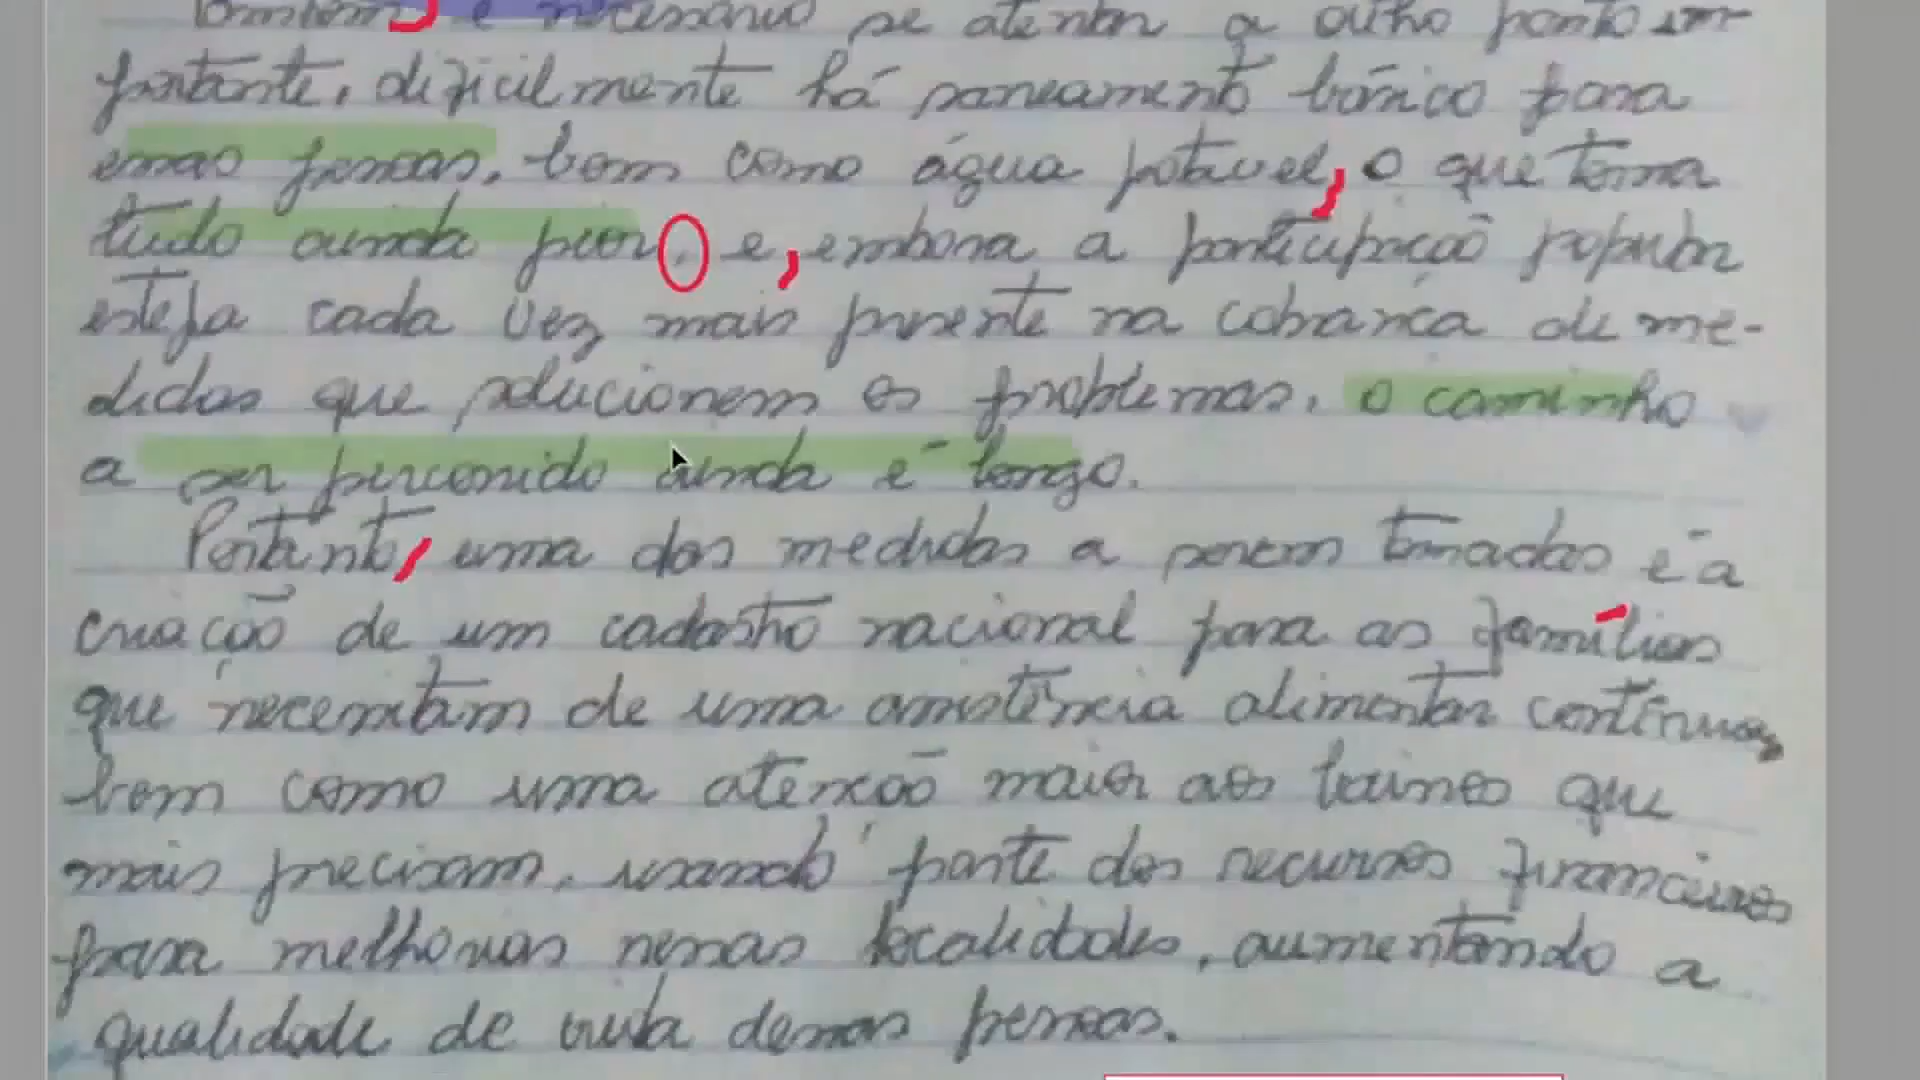 Também, é necessário se atentar a outro ponto im-
portante, dificilmente há saneamento básico para
essas pessoas, bem como água potável, o que torna
tudo ainda pior, e, embora a participação popular
esteja cada vez mais presente na cobrança de me-
didas que solucionem os problemas, o caminho
a ser percorrido ainda é longo.
Portanto, uma das medidas a serem tomadas é a
criação de um cadastro nacional para as famílias
que necessitam de uma assistência alimentar contínua,
bem como uma atenção maior aos bairros que
mais precisam, usando parte dos recursos financeiros
para melhorias nessas localidades, aumentando a
qualidade de vida dessas pessoas.